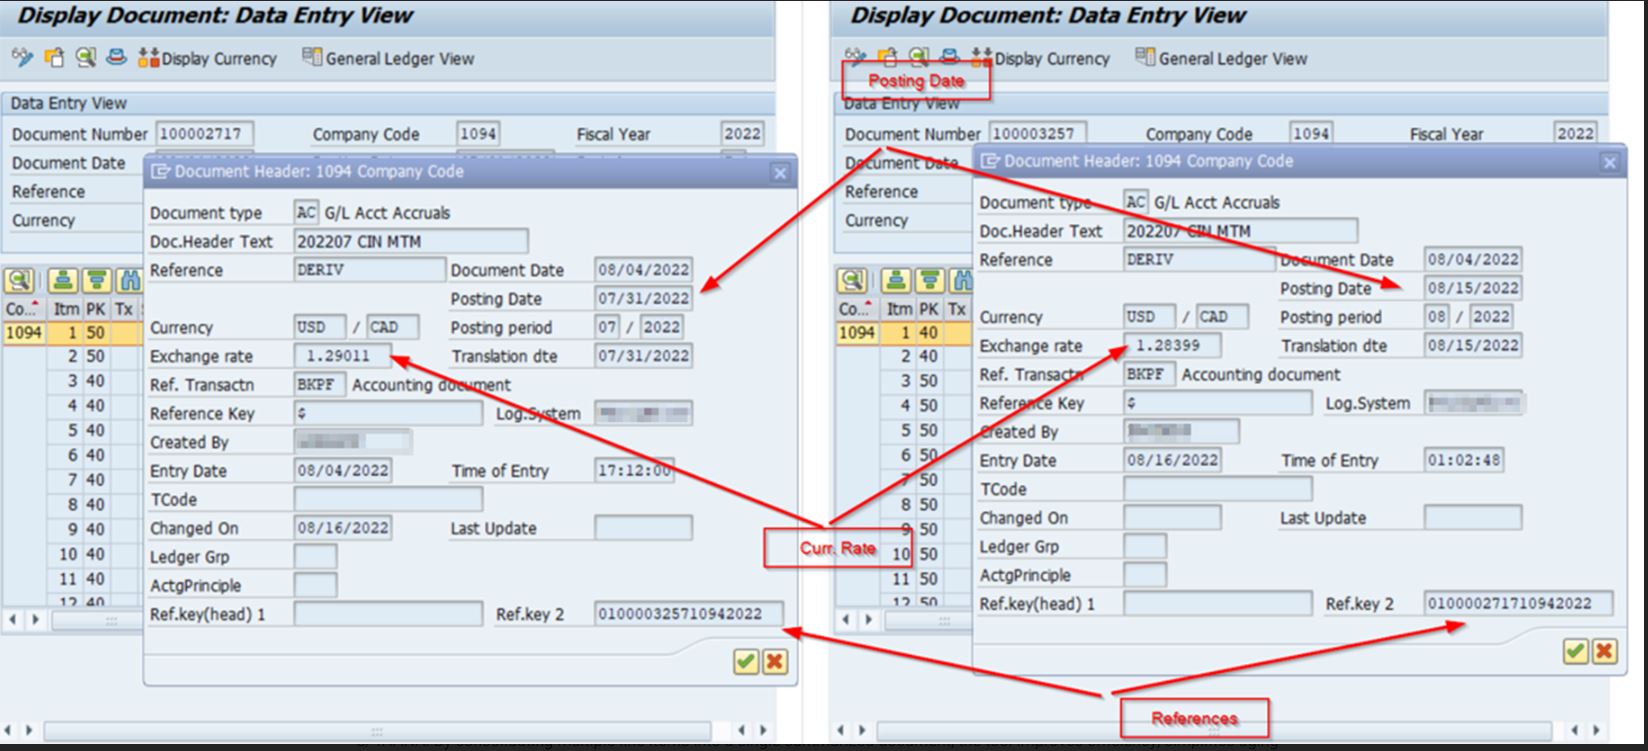 Display Document: Data Entry View
Display Currency General Ledger View
Data Entry View
Document Number 100002717 Company Code 1094 Fiscal Year 2022
Document Date
Reference
Currency
Co... Itm PK Tx
1094 1 50
2 50
3 40
4 40
5 40
6 40
7 40
8 40
9 40
10 40
11 40
12 40
Document Header: 1094 Company Code
Document type AC G/L Acct Accruals
Doc.Header Text 202207 CIN MTM
Reference DERIV Document Date 08/04/2022
Posting Date 07/31/2022
Currency USD / CAD Posting period 07 / 2022
Exchange rate 1.29011 Translation dte 07/31/2022
Ref. Transactn BKPF Accounting document
Reference Key $ Log.System
Created By
Entry Date 08/04/2022 Time of Entry 17:12:00
TCode
Changed On 08/16/2022 Last Update
Ledger Grp
ActgPrinciple
Ref.key(head) 1 Ref.key 2 010000325710942022
Display Document: Data Entry View
Display Currency General Ledger View
Posting Date
Data Entry View
Document Number 100003257 Company Code 1094 Fiscal Year 2022
Document Date
Reference
Currency
Co... Itm PK Tx
1094 1 40
2 40
3 50
4 50
5 50
6 50
7 50
8 50
9 50
10 50
11 50
12 50
Document Header: 1094 Company Code
Document type AC G/L Acct Accruals
Doc.Header Text 202207 CIN MTM
Reference DERIV Document Date 08/04/2022
Posting Date 08/15/2022
Currency USD / CAD Posting period 08 / 2022
Exchange rate 1.28399 Translation dte 08/15/2022
Ref. Transactn BKPF Accounting document
Reference Key $ Log.System
Created By
Entry Date 08/16/2022 Time of Entry 01:02:48
TCode
Changed On Last Update
Ledger Grp
ActgPrinciple
Ref.key(head) 1 Ref.key 2 010000271710942022
Curr. Rate
References